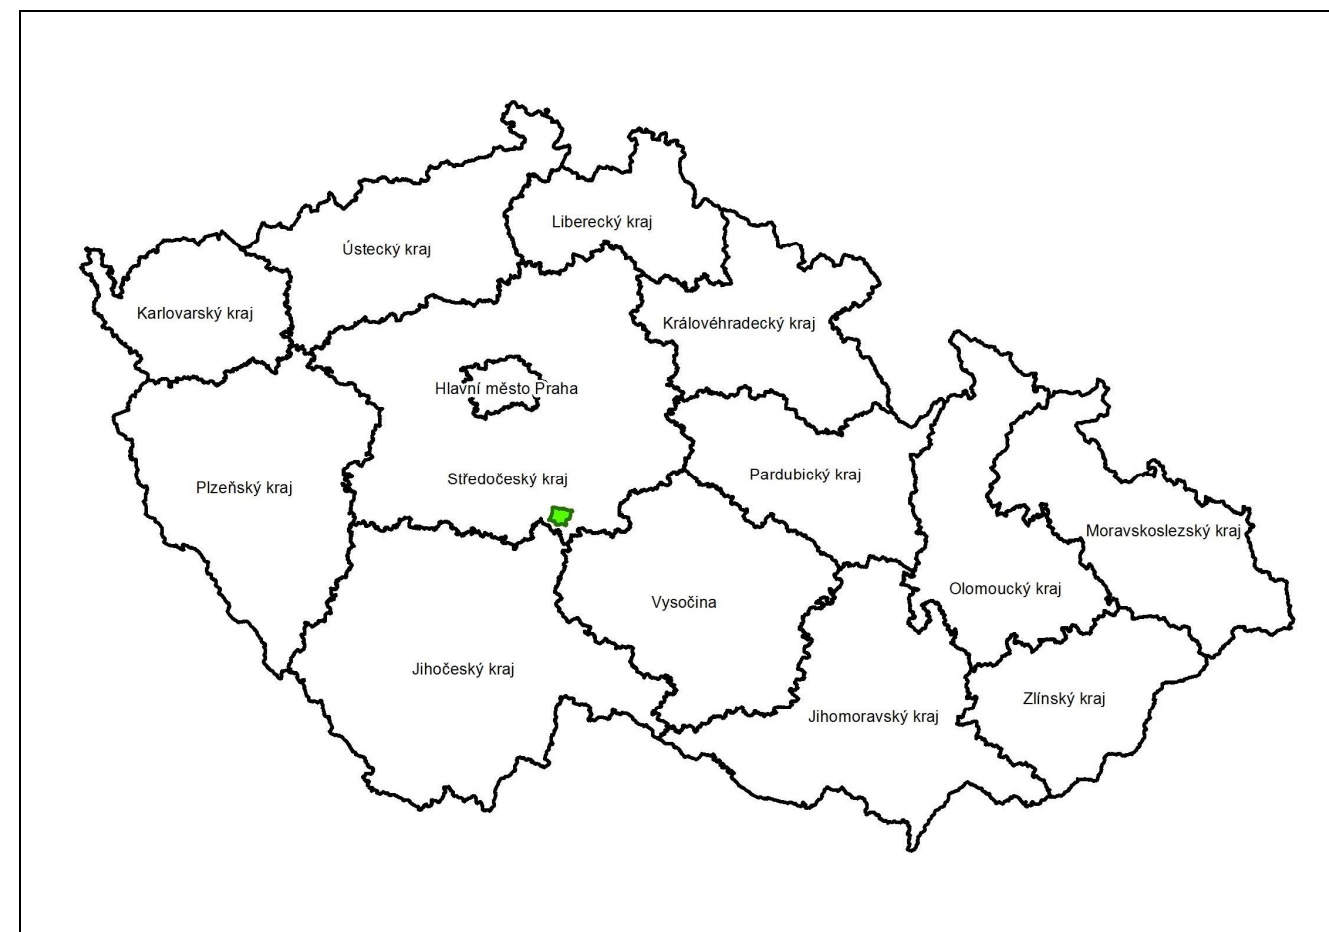 Liberecký kraj
Ústecký kraj
Karlovarský kraj
Královéhradecký kraj
Hlavní město Praha
Středočeský kraj
Pardubický kraj
Plzeňský kraj
Moravskoslezský kraj
Olomoucký kraj
Vysočina
Jihočeský kraj
Zlínský kraj
Jihomoravský kraj